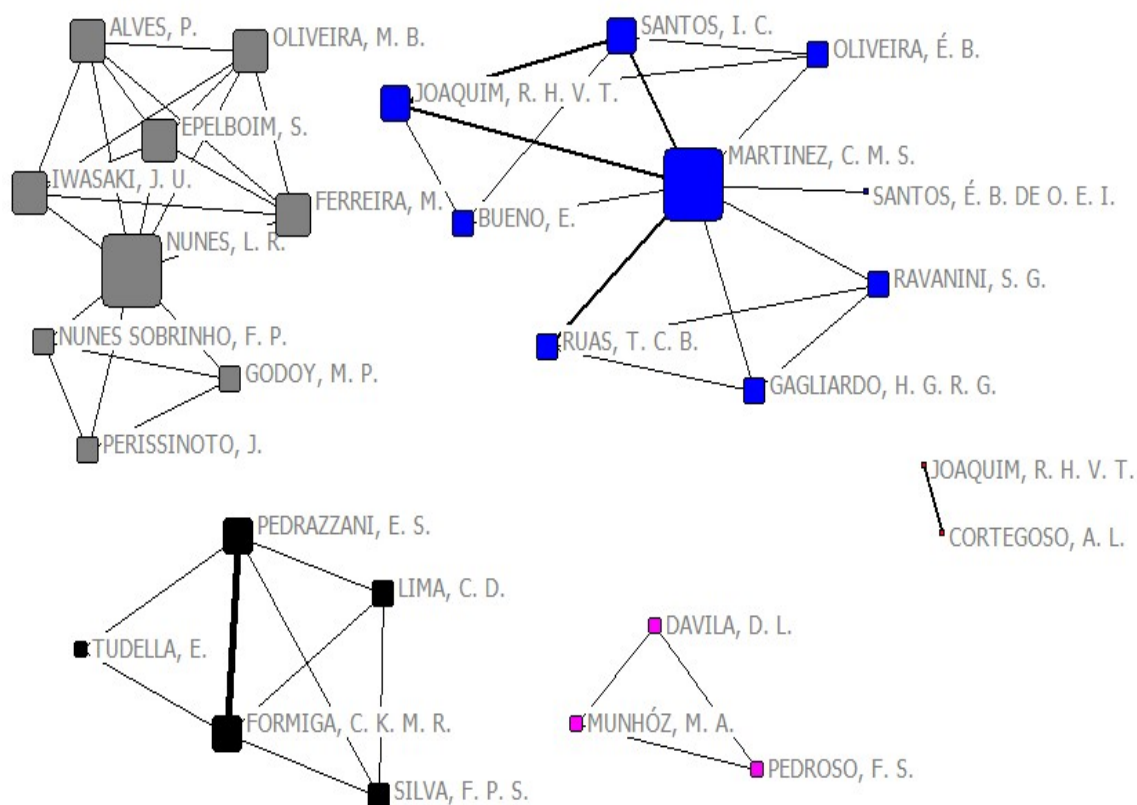 ALVES, P.
OLIVEIRA, M. B.
EPELBOIM, S.
IWASAKI, J. U.
FERREIRA, M.
NUNES, L. R.
NUNES SOBRINHO, F. P.
GODOY, M. P.
PERISSINOTO, J.
SANTOS, I. C.
OLIVEIRA, É. B.
JOAQUIM, R. H. V. T.
MARTINEZ, C. M. S.
SANTOS, É. B. DE O. E. I.
BUENO, E.
RAVANINI, S. G.
RUAS, T. C. B.
GAGLIARDO, H. G. R. G.
JOAQUIM, R. H. V. T.
CORTEGOSO, A. L.
PEDRAZZANI, E. S.
LIMA, C. D.
TUDELLA, E.
FORMIGA, C. K. M. R.
SILVA, F. P. S.
DAVILA, D. L.
MUNHÓZ, M. A.
PEDROSO, F. S.